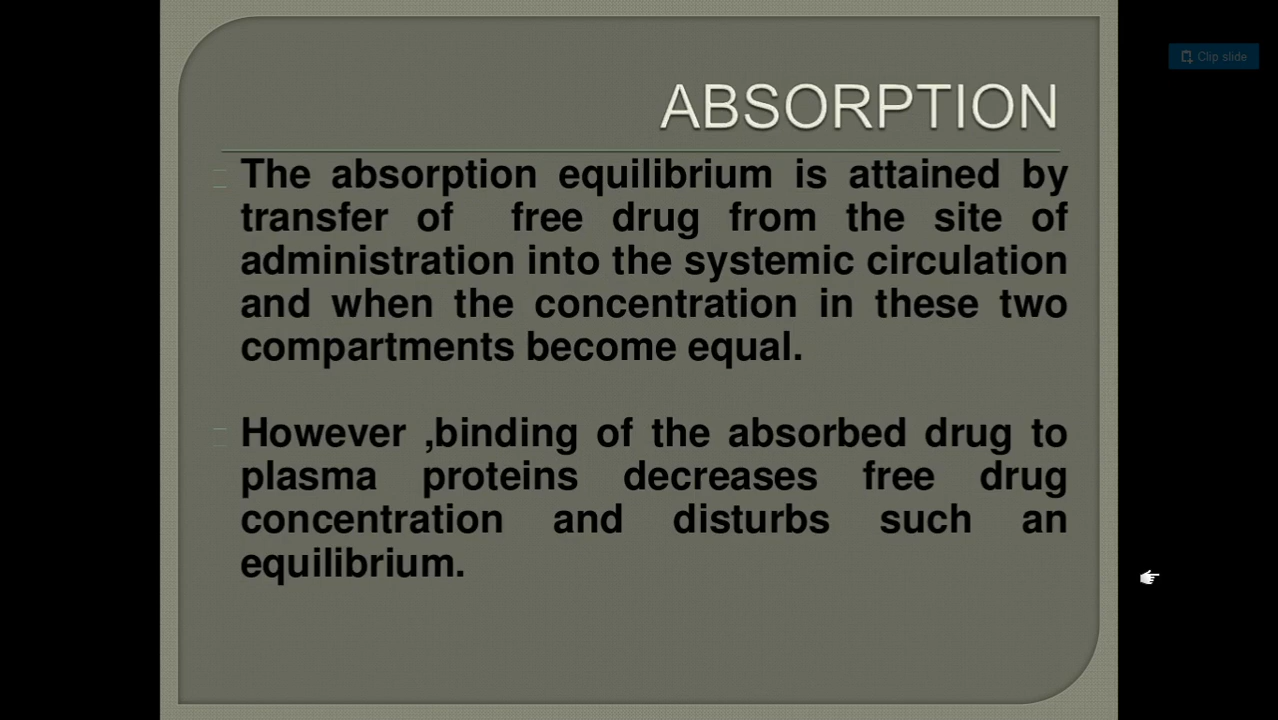 Clip slide
ABSORPTION
The absorption equilibrium is attained by
transfer of free drug from the site of
administration into the systemic circulation
and when the concentration in these two
compartments become equal.
However ,binding of the absorbed drug to
plasma proteins decreases free drug
concentration and disturbs such an
equilibrium.